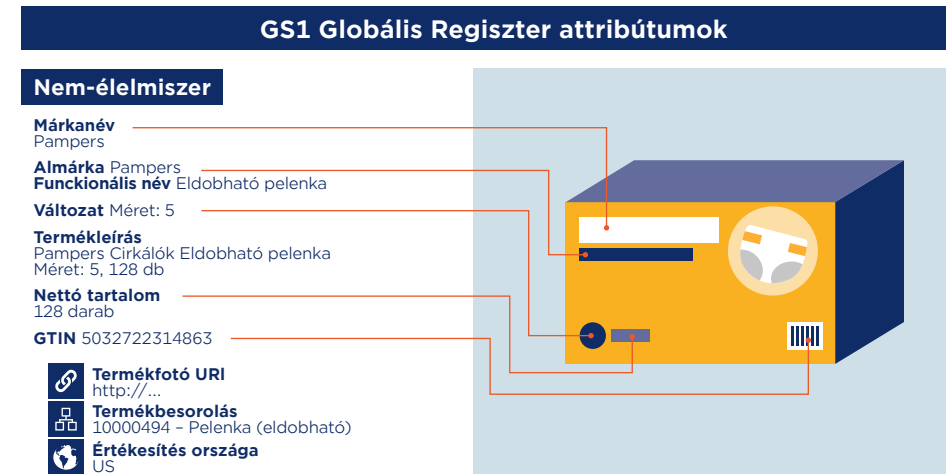 GS1 Globális Regiszter attribútumok
Nem-élelmiszer
Márkanév
Pampers
Almárka Pampers
Funckionális név Eldobható pelenka
Változat Méret: 5
Termékleírás
Pampers Cirkálók Eldobható pelenka
Méret: 5, 128 db
Nettó tartalom
128 darab
GTIN 5032722314863
Termékfotó URI
http://...
Termékbesorolás
10000494 – Pelenka (eldobható)
Értékesítés országa
US